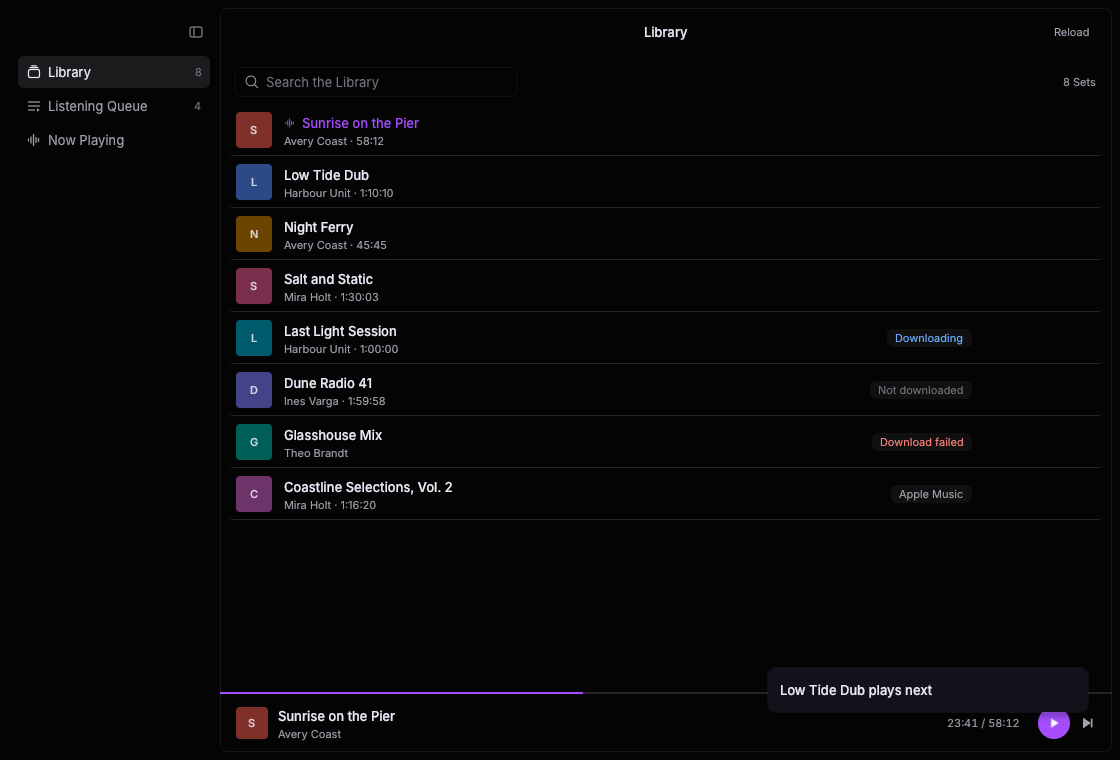 Library
Reload
Library 8
Listening Queue 4
Now Playing
Search the Library
8 Sets
S
Sunrise on the Pier
Avery Coast · 58:12
L
Low Tide Dub
Harbour Unit · 1:10:10
N
Night Ferry
Avery Coast · 45:45
S
Salt and Static
Mira Holt · 1:30:03
L
Last Light Session
Harbour Unit · 1:00:00
Downloading
D
Dune Radio 41
Ines Varga · 1:59:58
Not downloaded
G
Glasshouse Mix
Theo Brandt
Download failed
C
Coastline Selections, Vol. 2
Mira Holt · 1:16:20
Apple Music
Low Tide Dub plays next
S
Sunrise on the Pier
Avery Coast
23:41 / 58:12